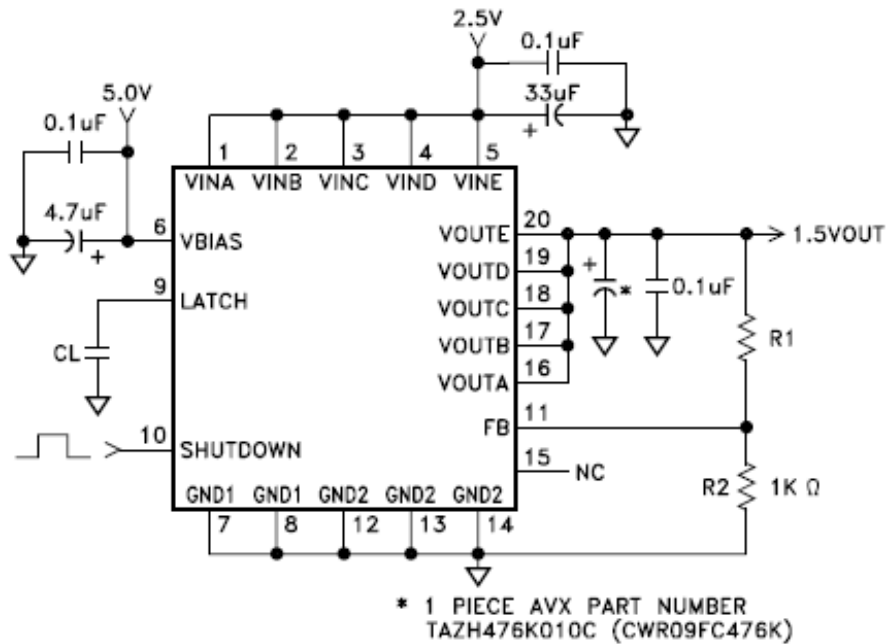 2.5V
0.1uF
5.0V
33uF
+
0.1uF
1 2 3 4 5
VINA VINB VINC VIND VINE
4.7uF
+
6 VBIAS
VOUTE 20
1.5VOUT
VOUTD 19
+
*
0.1uF
9 LATCH
VOUTC 18
VOUTB 17
R1
CL
VOUTA 16
FB 11
10 SHUTDOWN
15 NC
R2 1K Ω
GND1 GND1 GND2 GND2 GND2
7 8 12 13 14
* 1 PIECE AVX PART NUMBER
TAZH476K010C (CWR09FC476K)